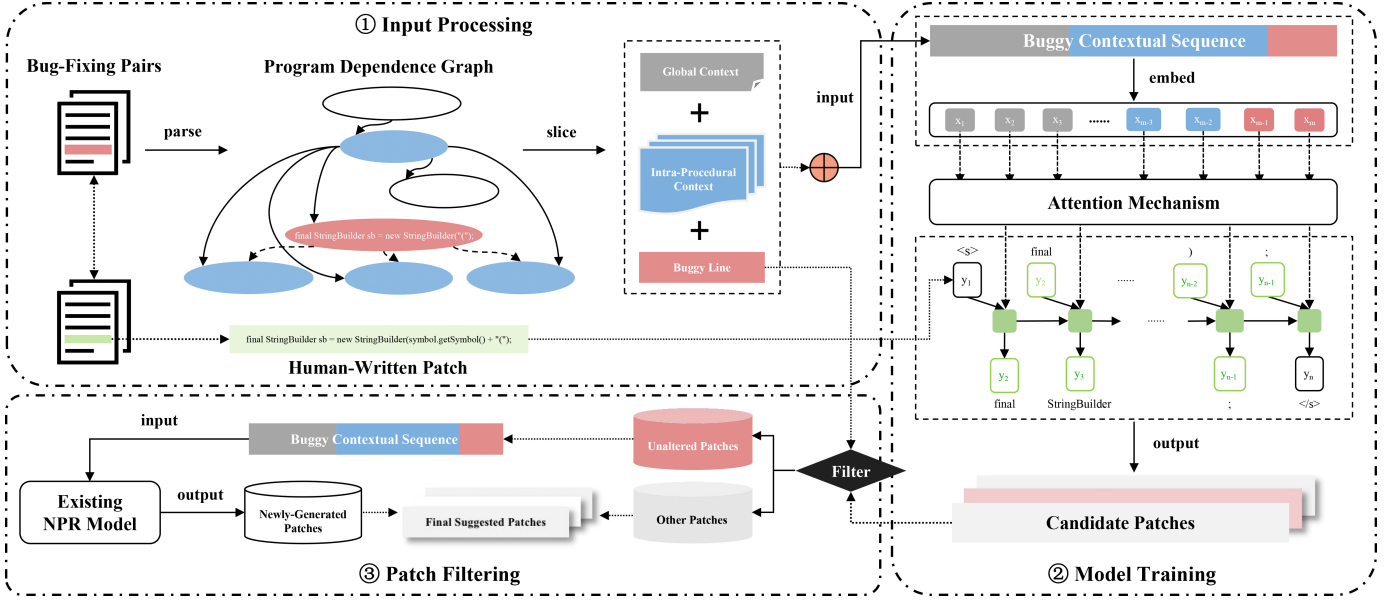 ① Input Processing
Bug-Fixing Pairs
parse
Program Dependence Graph
final StringBuilder sb = new StringBuilder("(");
slice
Global Context
+
Intra-Procedural
Context
+
Buggy Line
input
final StringBuilder sb = new StringBuilder(symbol.getSymbol() + "(");
Human-Written Patch
Buggy Contextual Sequence
embed
x1 x2 x3 ...... xm-3 xm-2 xm-1 xm
Attention Mechanism
<s> final ) ;
y1 y2 ...... yn-2 yn-1
......
y2 y3 yn-1 yn
final StringBuilder ; </s>
output
Candidate Patches
② Model Training
Filter
Unaltered Patches
Other Patches
Buggy Contextual Sequence
input
Existing
NPR Model
output
Newly-Generated
Patches
Final Suggested Patches
③ Patch Filtering